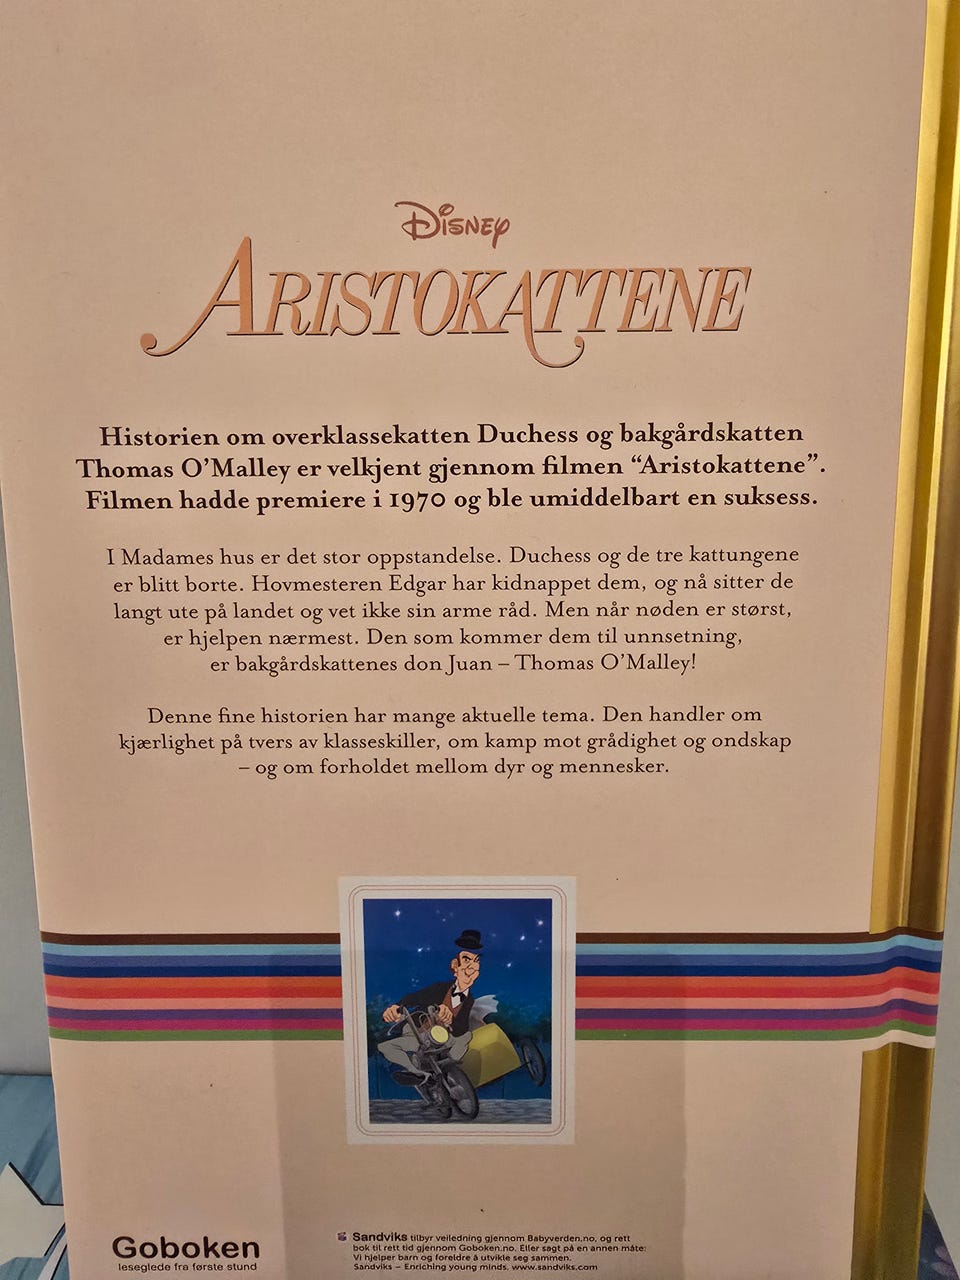 Disney
ARISTOKATTENE
Historien om overklassekatten Duchess og bakgårdskatten
Thomas O’Malley er velkjent gjennom filmen “Aristokattene”.
Filmen hadde premiere i 1970 og ble umiddelbart en suksess.
I Madames hus er det stor oppstandelse. Duchess og de tre kattungene
er blitt borte. Hovmesteren Edgar har kidnappet dem, og nå sitter de
langt ute på landet og vet ikke sin arme råd. Men når nøden er størst,
er hjelpen nærmest. Den som kommer dem til unnsetning,
er bakgårdskattenes don Juan – Thomas O’Malley!
Denne fine historien har mange aktuelle tema. Den handler om
kjærlighet på tvers av klasseskiller, om kamp mot grådighet og ondskap
– og om forholdet mellom dyr og mennesker.
Goboken
leseglede fra første stund
Sandviks tilbyr veiledning gjennom Babyverden.no, og rett
bok til rett tid gjennom Goboken.no. Eller sagt på en annen måte:
Vi hjelper barn og foreldre å utvikle seg sammen.
Sandviks – Enriching young minds. www.sandviks.com